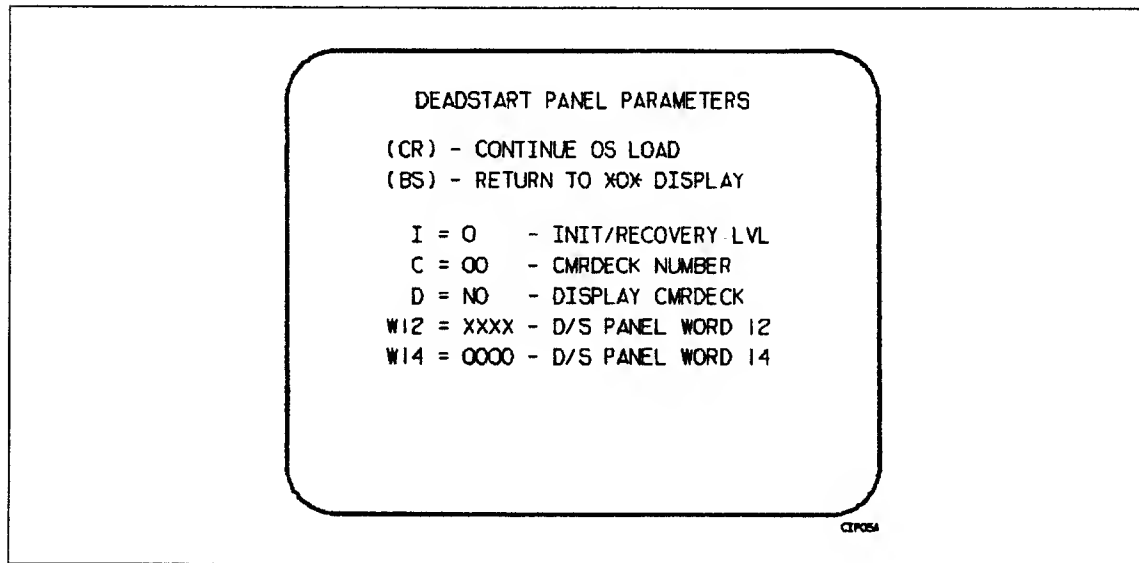 DEADSTART PANEL PARAMETERS
(CR) - CONTINUE OS LOAD
(BS) - RETURN TO *O* DISPLAY
I = 0 - INIT/RECOVERY LVL
C = 00 - CMRDECK NUMBER
D = NO - DISPLAY CMRDECK
W12 = XXXX - D/S PANEL WORD 12
W14 = 0000 - D/S PANEL WORD 14
CIP05A